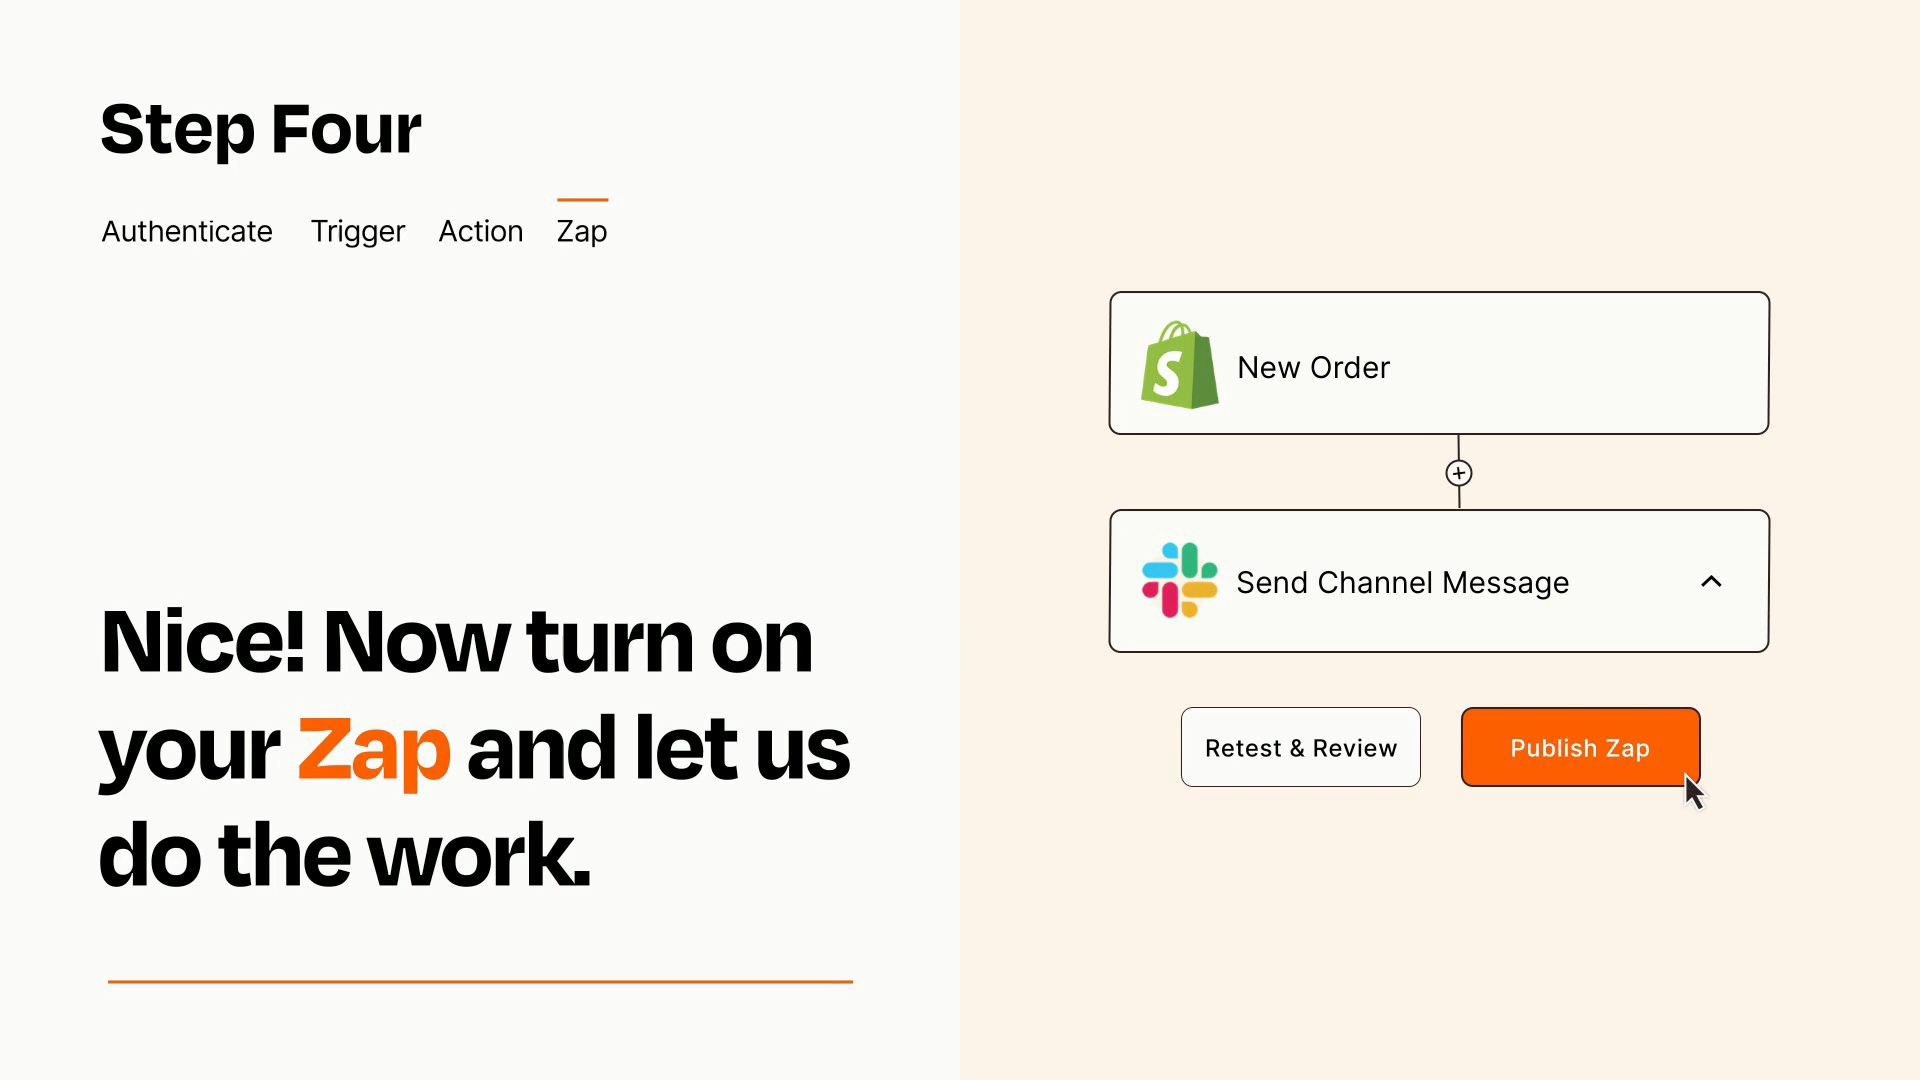 Step Four
Authenticate Trigger Action Zap
Nice! Now turn on
your Zap and let us
do the work.
New Order
Send Channel Message
Retest & Review
Publish Zap